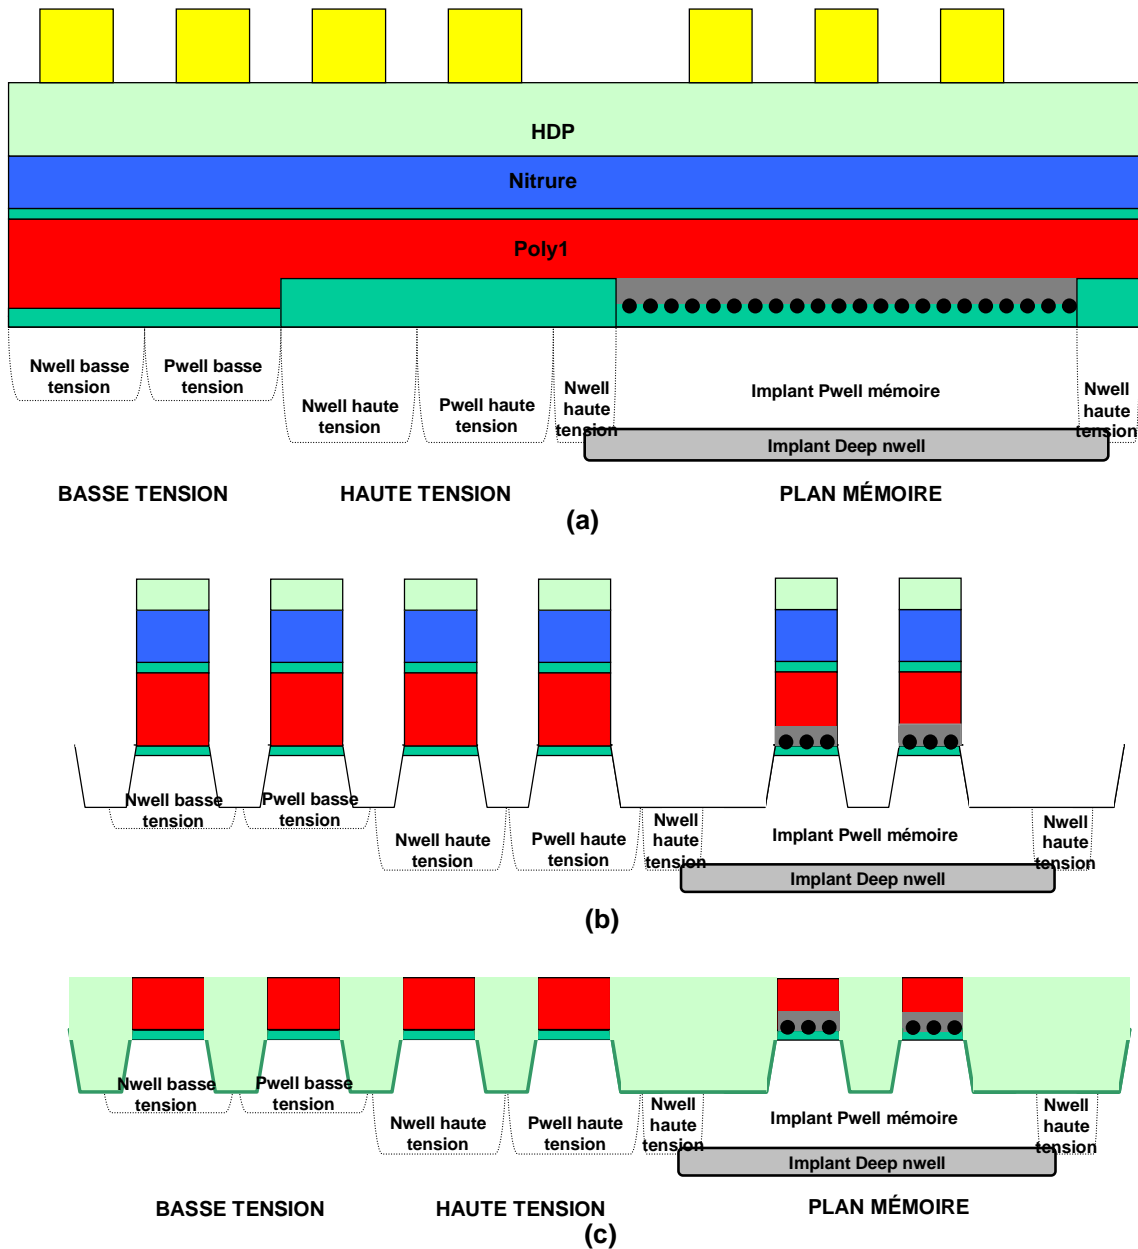 HDP
Nitrure
Poly1
Nwell basse
tension
Pwell basse
tension
Nwell haute
tension
Pwell haute
tension
Nwell
haute
tension
Implant Pwell mémoire
Nwell
haute
tension
Implant Deep nwell
BASSE TENSION
HAUTE TENSION
PLAN MÉMOIRE
(a)
Nwell basse
tension
Pwell basse
tension
Nwell haute
tension
Pwell haute
tension
Nwell
haute
tension
Implant Pwell mémoire
Nwell
haute
tension
Implant Deep nwell
(b)
Nwell basse
tension
Pwell basse
tension
Nwell haute
tension
Pwell haute
tension
Nwell
haute
tension
Implant Pwell mémoire
Nwell
haute
tension
Implant Deep nwell
BASSE TENSION
HAUTE TENSION
PLAN MÉMOIRE
(c)